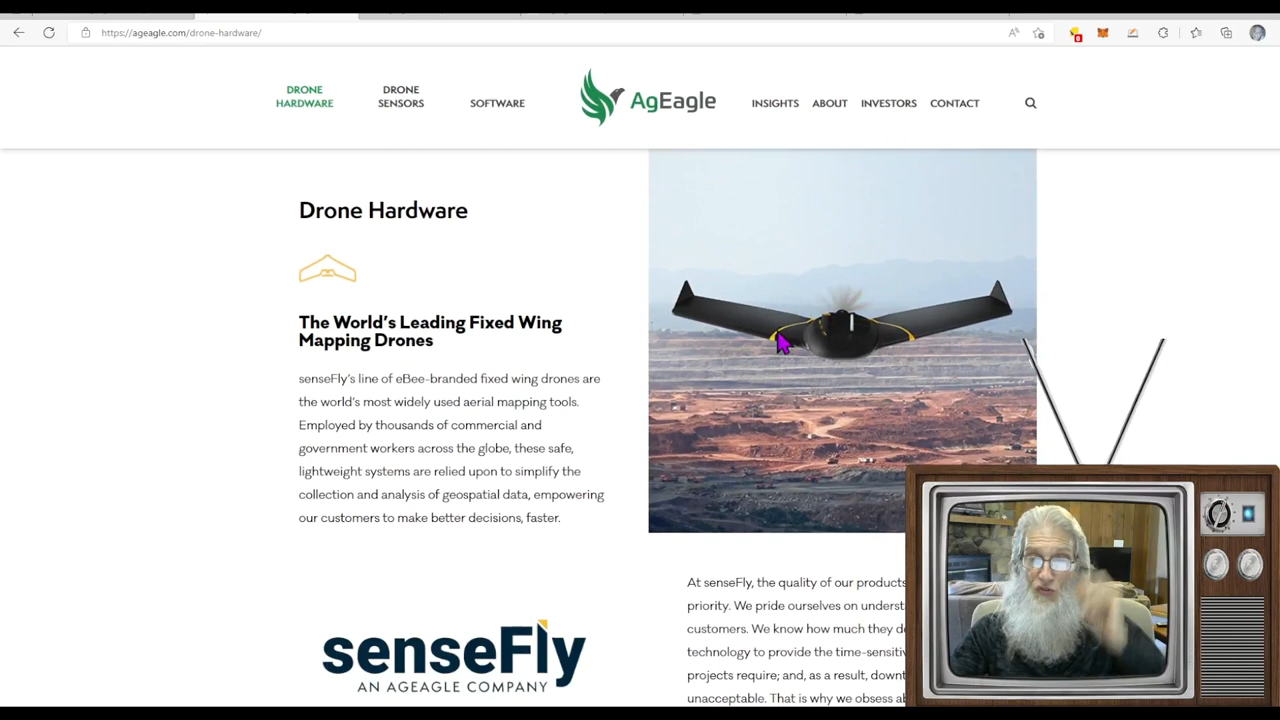 https://ageagle.com/drone-hardware/
DRONE
HARDWARE
DRONE
SENSORS
SOFTWARE
AgEagle
INSIGHTS
ABOUT
INVESTORS
CONTACT
Drone Hardware
The World's Leading Fixed Wing
Mapping Drones
senseFly's line of eBee-branded fixed wing drones are
the world's most widely used aerial mapping tools.
Employed by thousands of commercial and
government workers across the globe, these safe,
lightweight systems are relied upon to simplify the
collection and analysis of geospatial data, empowering
our customers to make better decisions, faster.
senseFly
AN AGEAGLE COMPANY
At senseFly, the quality of our products
priority. We pride ourselves on underst
customers. We know how much they de
technology to provide the time-sensitiv
projects require; and, as a result, downt
unacceptable. That is why we obsess ab